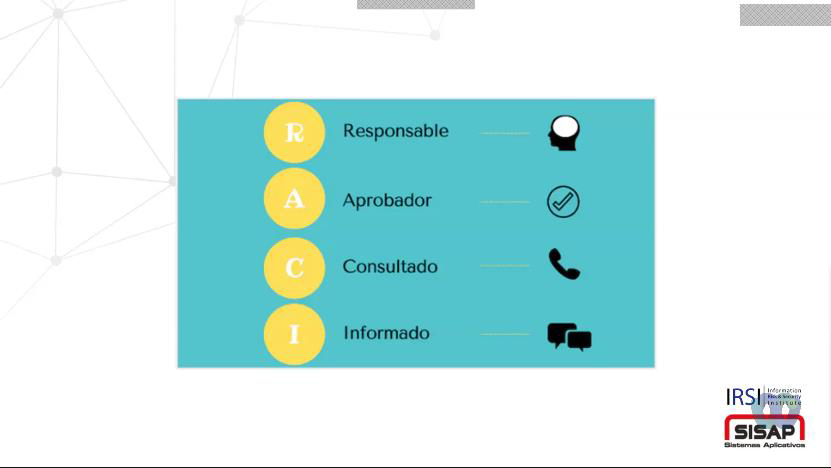 R Responsable
A Aprobador
C Consultado
I Informado
IRSI Information
Risk & Security
Institute
SISAP
Sistemas Aplicativos